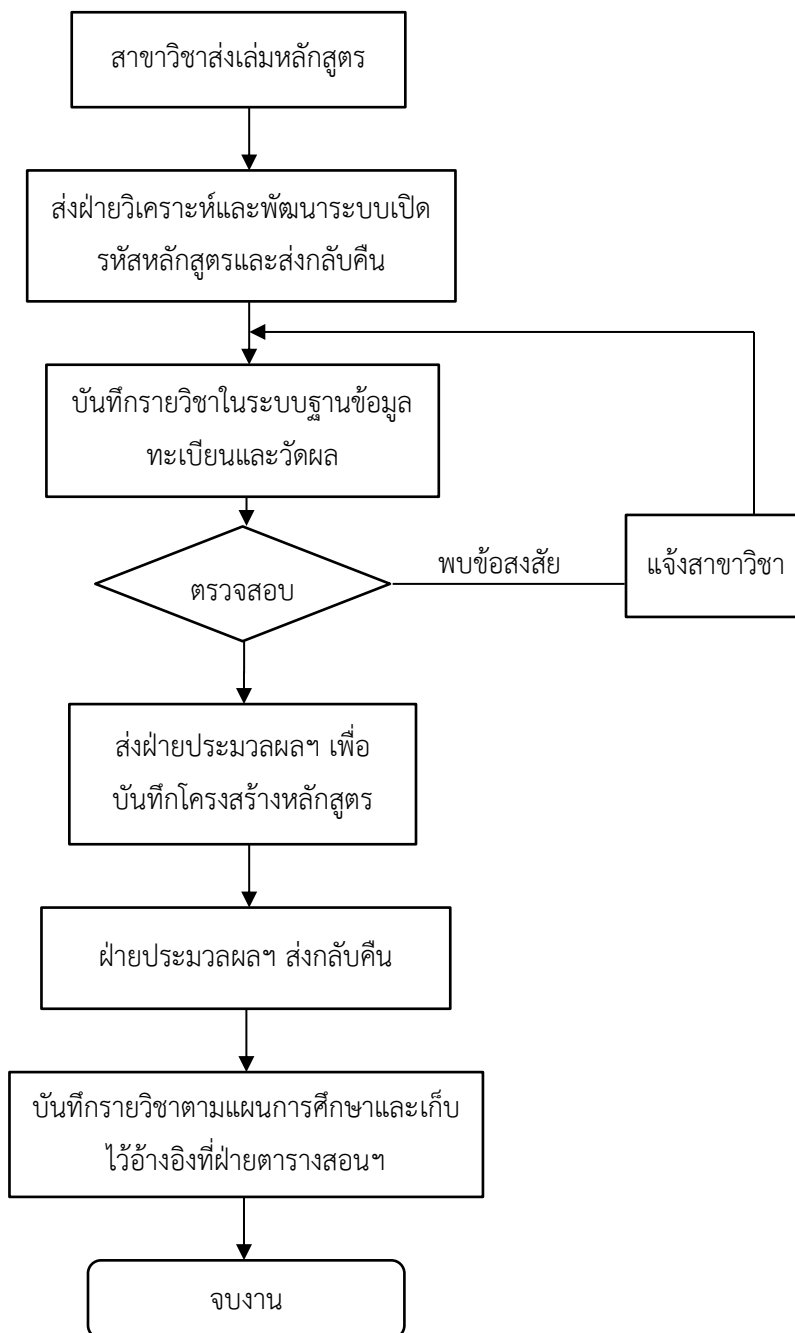 สาขาวิชาส่งเล่มหลักสูตร
ส่งฝ่ายวิเคราะห์และพัฒนาระบบเปิด
รหัสหลักสูตรและส่งกลับคืน
บันทึกรายวิชาในระบบฐานข้อมูล
ทะเบียนและวัดผล
ตรวจสอบ
พบข้อสงสัย
แจ้งสาขาวิชา
ส่งฝ่ายประมวลผลฯ เพื่อ
บันทึกโครงสร้างหลักสูตร
ฝ่ายประมวลผลฯ ส่งกลับคืน
บันทึกรายวิชาตามแผนการศึกษาและเก็บ
ไว้อ้างอิงที่ฝ่ายตารางสอนฯ
จบงาน